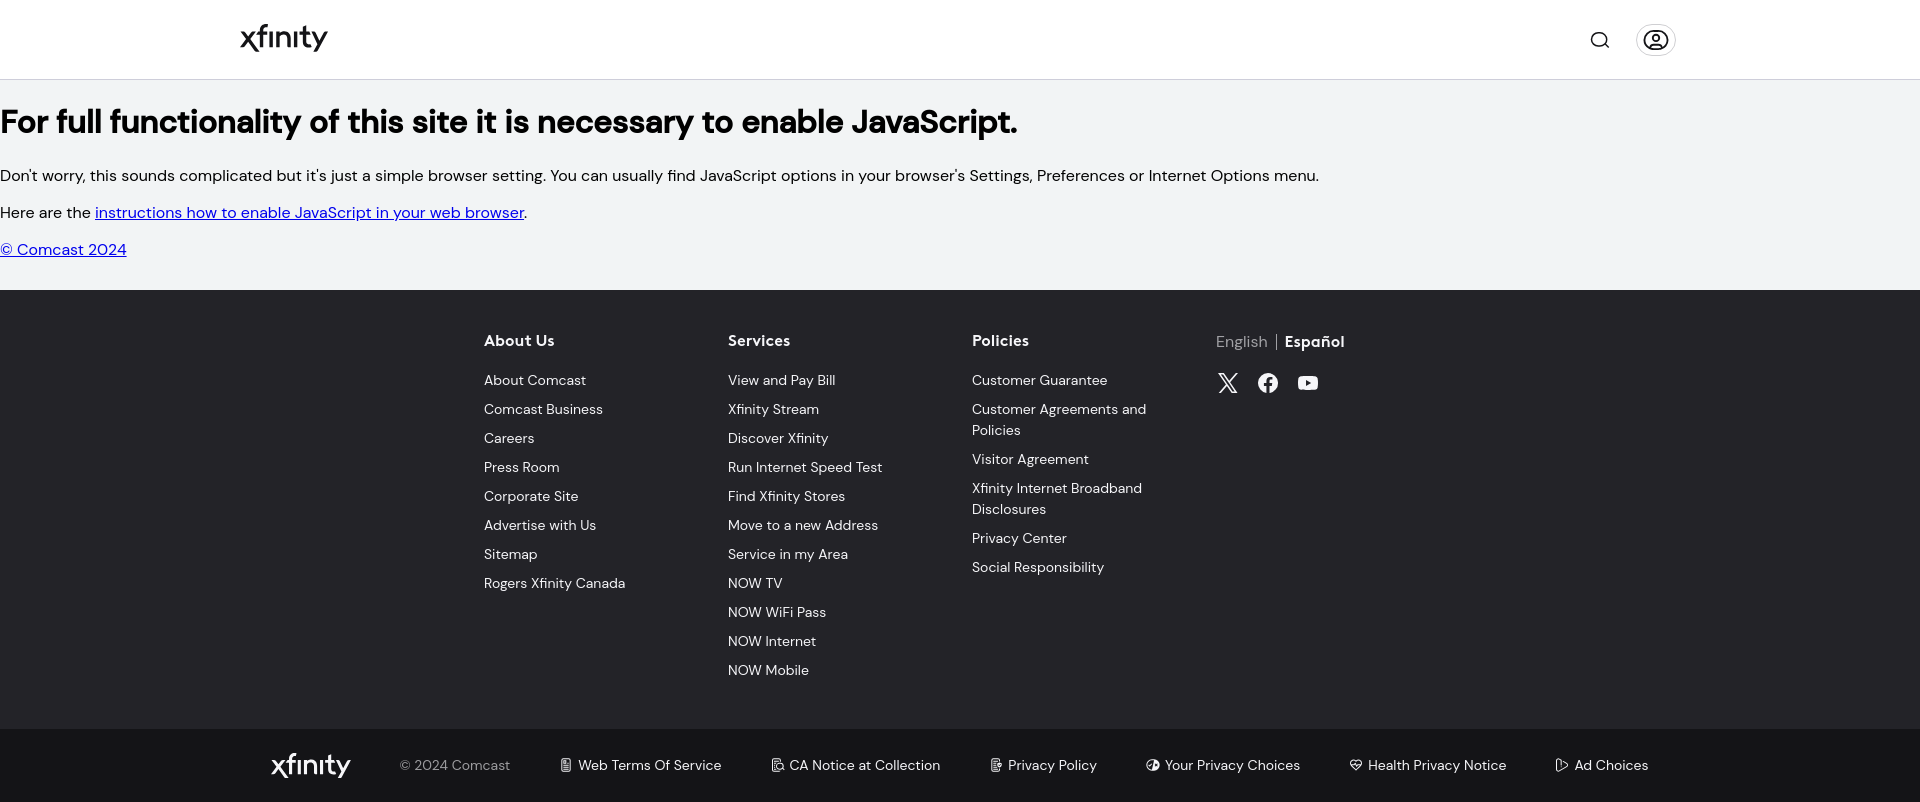 xfinity
For full functionality of this site it is necessary to enable JavaScript.
Don't worry, this sounds complicated but it's just a simple browser setting. You can usually find JavaScript options in your browser's Settings, Preferences or Internet Options menu.
Here are the instructions how to enable JavaScript in your web browser.
© Comcast 2024
About Us
About Comcast
Comcast Business
Careers
Press Room
Corporate Site
Advertise with Us
Sitemap
Rogers Xfinity Canada
Services
View and Pay Bill
Xfinity Stream
Discover Xfinity
Run Internet Speed Test
Find Xfinity Stores
Move to a new Address
Service in my Area
NOW TV
NOW WiFi Pass
NOW Internet
NOW Mobile
Policies
Customer Guarantee
Customer Agreements and
Policies
Visitor Agreement
Xfinity Internet Broadband
Disclosures
Privacy Center
Social Responsibility
English | Español
xfinity © 2024 Comcast Web Terms Of Service CA Notice at Collection Privacy Policy Your Privacy Choices Health Privacy Notice Ad Choices